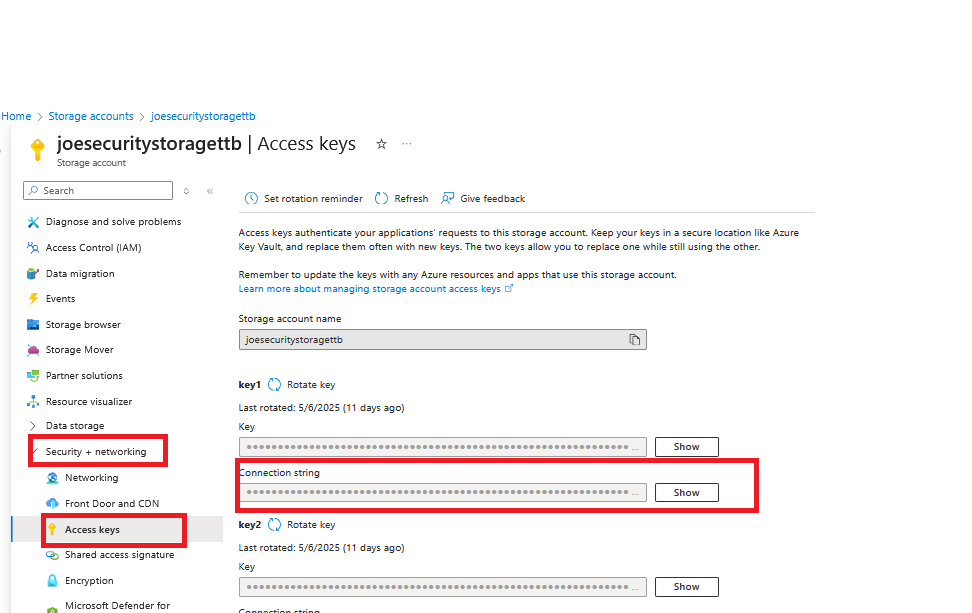 Home > Storage accounts > joesecuritystoragettb
joesecuritystoragettb | Access keys
Storage account
Search
Diagnose and solve problems
Access Control (IAM)
Data migration
Events
Storage browser
Storage Mover
Partner solutions
Resource visualizer
Data storage
Security + networking
Networking
Front Door and CDN
Access keys
Shared access signature
Encryption
Microsoft Defender for
Set rotation reminder Refresh Give feedback
Access keys authenticate your applications' requests to this storage account. Keep your keys in a secure location like Azure
Key Vault, and replace them often with new keys. The two keys allow you to replace one while still using the other.
Remember to update the keys with any Azure resources and apps that use this storage account.
Learn more about managing storage account access keys
Storage account name
joesecuritystoragettb
key1 Rotate key
Last rotated: 5/6/2025 (11 days ago)
Key
Show
Connection string
Show
key2 Rotate key
Last rotated: 5/6/2025 (11 days ago)
Key
Show
Connection string